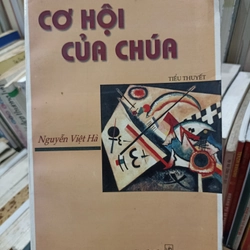 CƠ HỘI
CỦA CHÚA
TIỂU THUYẾT
Nguyễn Việt Hà